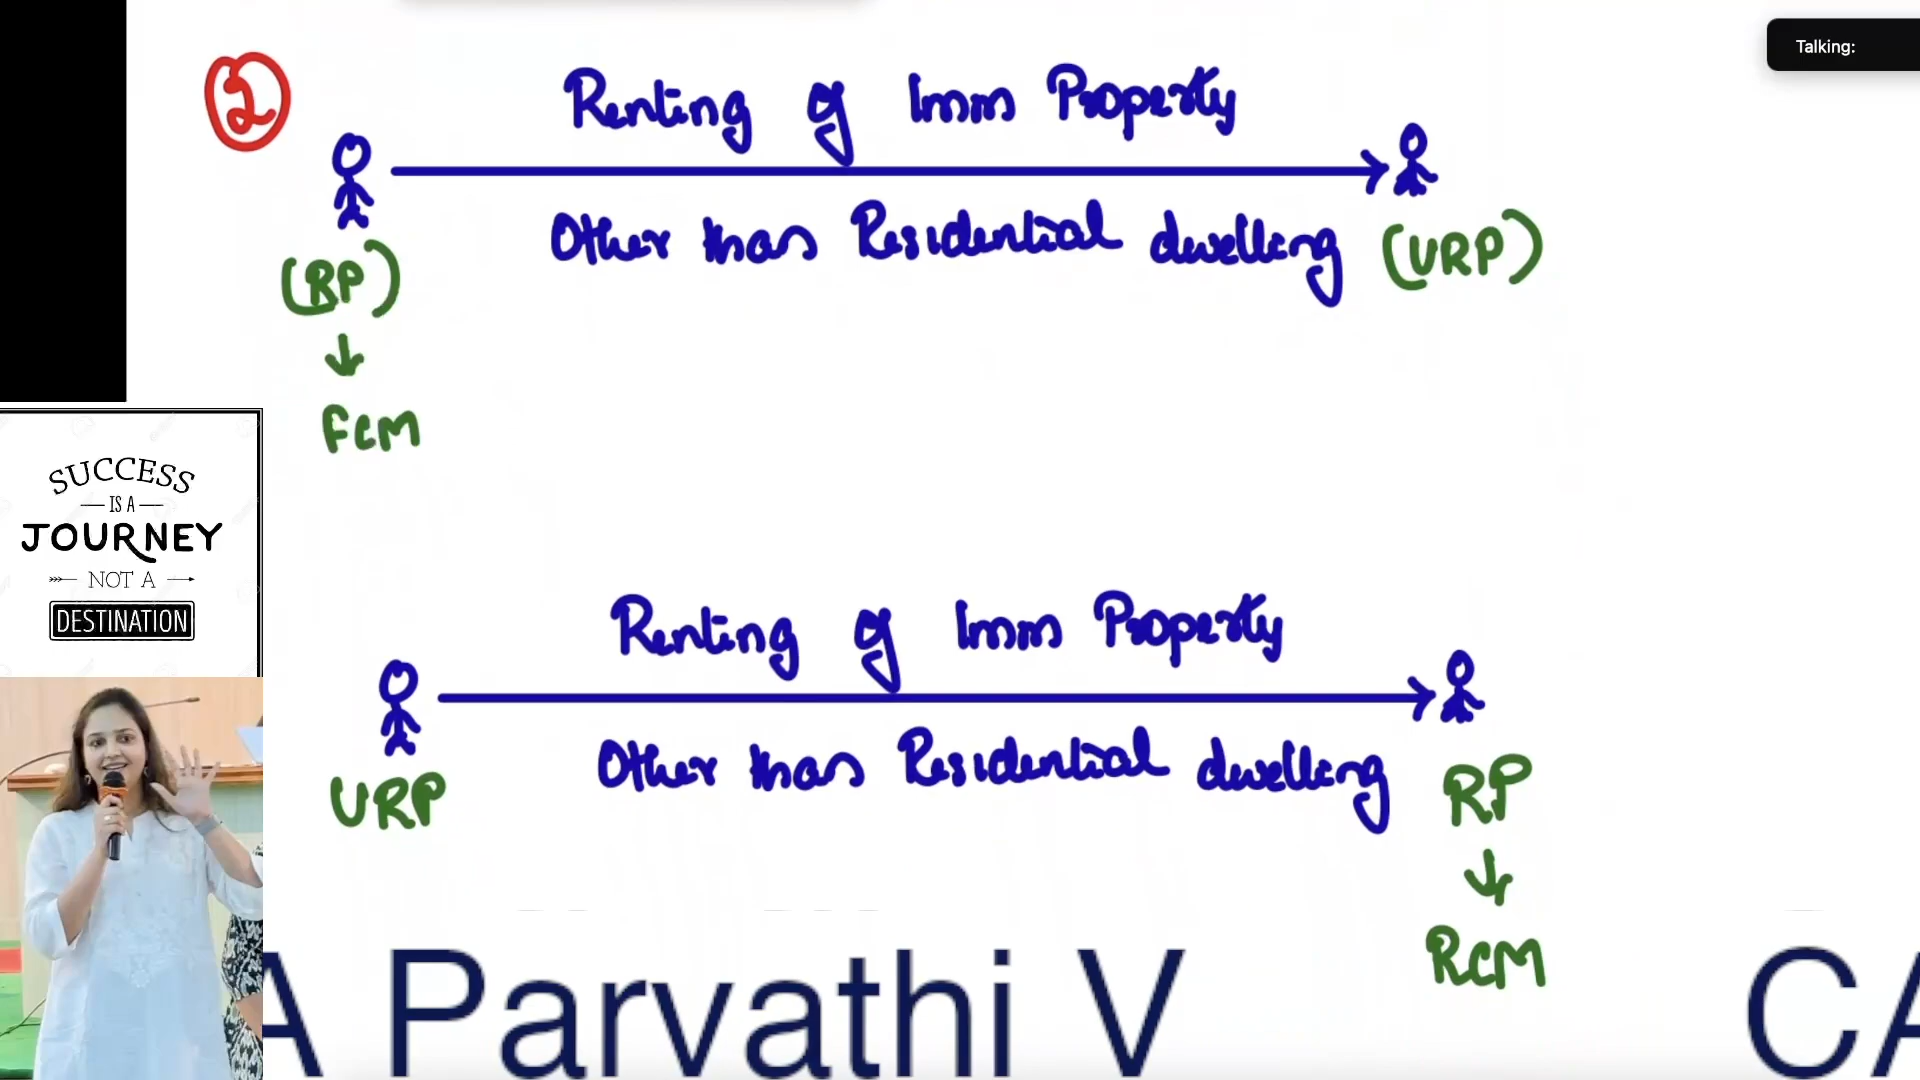 Talking:
2
Renting of Imm Property
Other than Residential dwelling
(RP)
(URP)
FCM
SUCCESS
IS A
JOURNEY
NOT A
DESTINATION
Renting of Imm Property
Other than Residential dwelling
URP
RP
RCM
A Parvathi V
CA